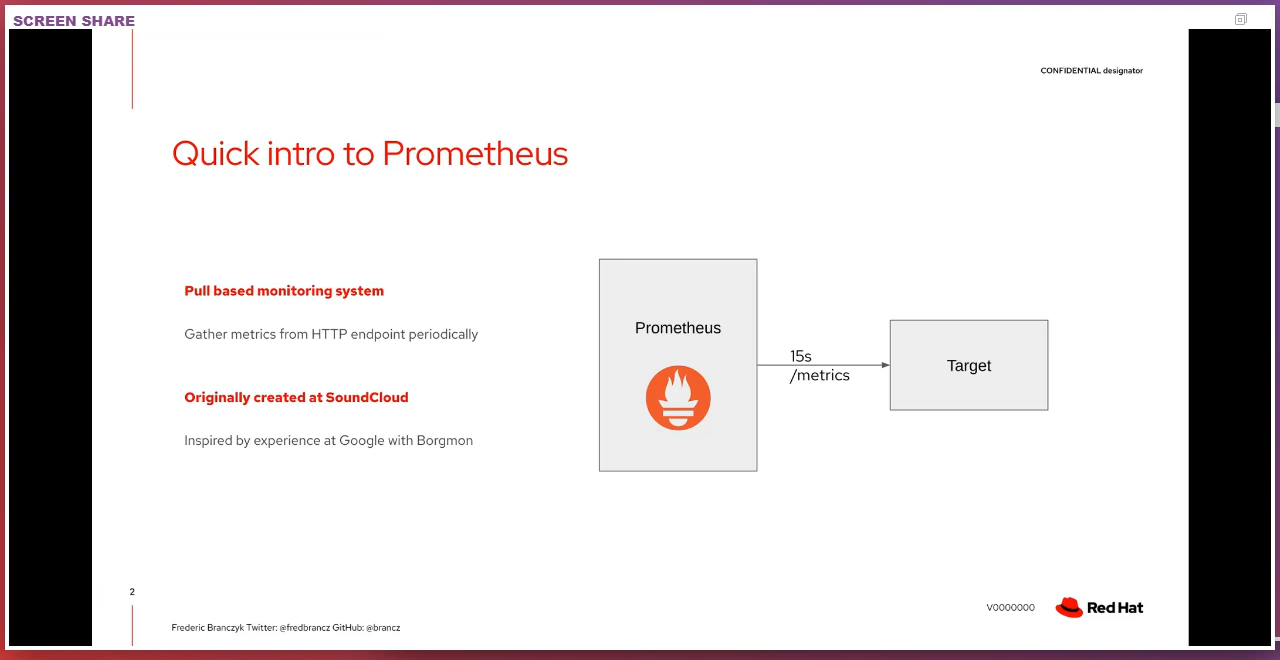 SCREEN SHARE
CONFIDENTIAL designator
Quick intro to Prometheus
Pull based monitoring system
Gather metrics from HTTP endpoint periodically
Originally created at SoundCloud
Inspired by experience at Google with Borgmon
Prometheus
15s
/metrics
Target
2
V0000000
Red Hat
Frederic Branczyk Twitter: @fredbrancz GitHub: @brancz